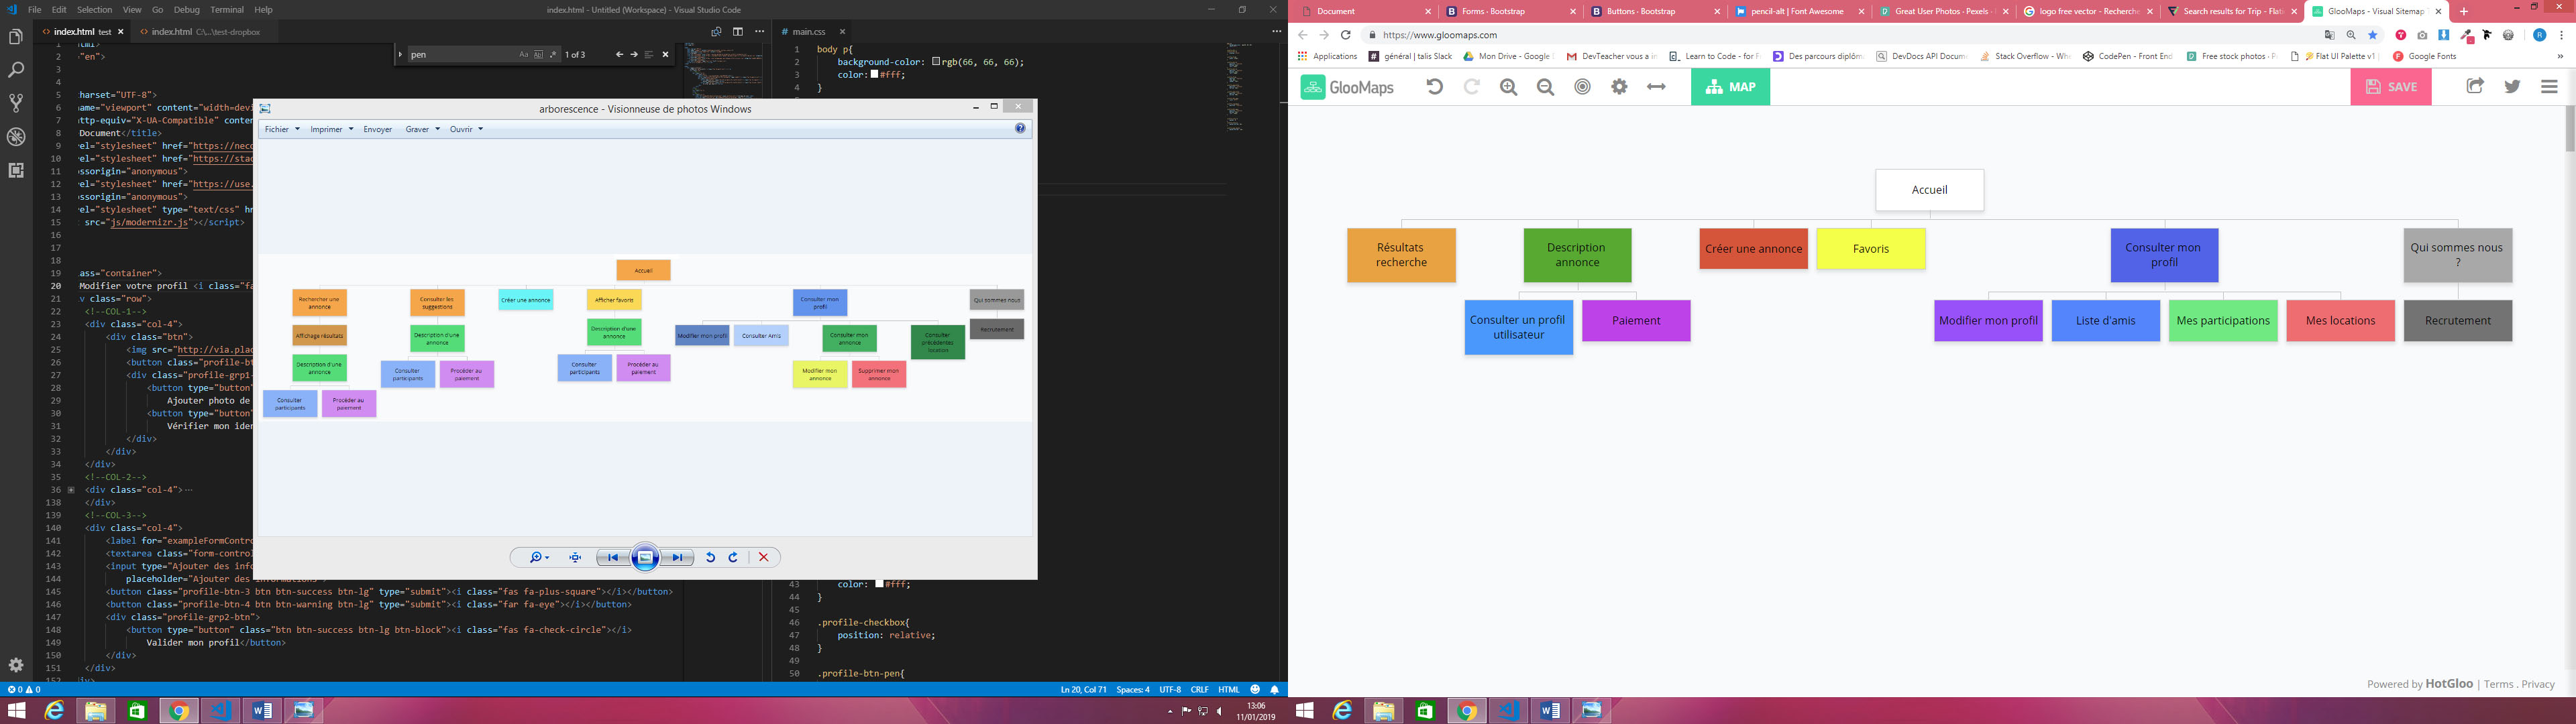 File Edit Selection View Go Debug Terminal Help
index.html - Untitled (Workspace) - Visual Studio Code
index.html test
index.html C:\...\test-dropbox
main.css
pen
1 of 3
1 html>
2 ="en">
3
4
5 charset="UTF-8">
6 name="viewport" content="width=devi
7 http-equiv="X-UA-Compatible" conten
8 Document</title>
9 rel="stylesheet" href="https://neco
10 rel="stylesheet" href="https://stac
11 ossorigin="anonymous">
12 rel="stylesheet" href="https://use.
13 ossorigin="anonymous">
14 rel="stylesheet" type="text/css" hr
15 src="js/modernizr.js"></script>
16
17
18
19 lass="container">
20 Modifier votre profil <i class="fa
21 v class="row">
22 <!--COL-1-->
23 <div class="col-4">
24 <div class="btn">
25 <img src="http://via.plac
26 <button class="profile-bt
27 <div class="profile-grp1-
28 <button type="button"
29 Ajouter photo de
30 <button type="button"
31 Vérifier mon iden
32 </div>
33 </div>
34 </div>
35 <!--COL-2-->
36 <div class="col-4">...
138 </div>
139 <!--COL-3-->
140 <div class="col-4">
141 <label for="exampleFormContro
142 <textarea class="form-control
143 <input type="Ajouter des info
144 placeholder="Ajouter des informations">
145 <button class="profile-btn-3 btn btn-success btn-lg" type="submit"><i class="fas fa-plus-square"></i></button>
146 <button class="profile-btn-4 btn btn-warning btn-lg" type="submit"><i class="far fa-eye"></i></button>
147 <div class="profile-grp2-btn">
148 <button type="button" class="btn btn-success btn-lg btn-block"><i class="fas fa-check-circle"></i>
149 Valider mon profil</button>
150 </div>
151 </div>
152 div>
1 body p{
2 background-color: rgb(66, 66, 66);
3 color: #fff;
4 }
43 color: #fff;
44 }
45
46 .profile-checkbox{
47 position: relative;
48 }
49
50 .profile-btn-pen{
0 0
Ln 20, Col 71 Spaces: 4 UTF-8 CRLF HTML
arborescence - Visionneuse de photos Windows
Fichier Imprimer Envoyer Graver Ouvrir
Accueil
Rechercher une annonce
Consulter les suggestions
Créer une annonce
Afficher favoris
Consulter mon profil
Qui sommes nous
Affichage résultats
Description d'une annonce
Description d'une annonce
Modifier mon profil
Consulter Amis
Consulter mon annonce
Consulter précédentes location
Recrutement
Description d'une annonce
Consulter participants
Procéder au paiement
Consulter participants
Procéder au paiement
Modifier mon annonce
Supprimer mon annonce
Consulter participants
Procéder au paiement
13:06
11/01/2019
Document
Forms · Bootstrap
Buttons · Bootstrap
pencil-alt | Font Awesome
Great User Photos · Pexels ·
logo free vector - Recherche
Search results for Trip - Flati
GlooMaps - Visual Sitemap
https://www.gloomaps.com
Applications
général | talis Slack
Mon Drive - Google
DevTeacher vous a in
Learn to Code - for F
Des parcours diplôm
DevDocs API Docum
Stack Overflow - Whe
CodePen - Front End
Free stock photos · P
Flat UI Palette v1 |
Google Fonts
GlooMaps
MAP
SAVE
Accueil
Résultats
recherche
Description
annonce
Créer une annonce
Favoris
Consulter mon
profil
Qui sommes nous
?
Consulter un profil
utilisateur
Paiement
Modifier mon profil
Liste d'amis
Mes participations
Mes locations
Recrutement
Powered by HotGloo | Terms . Privacy